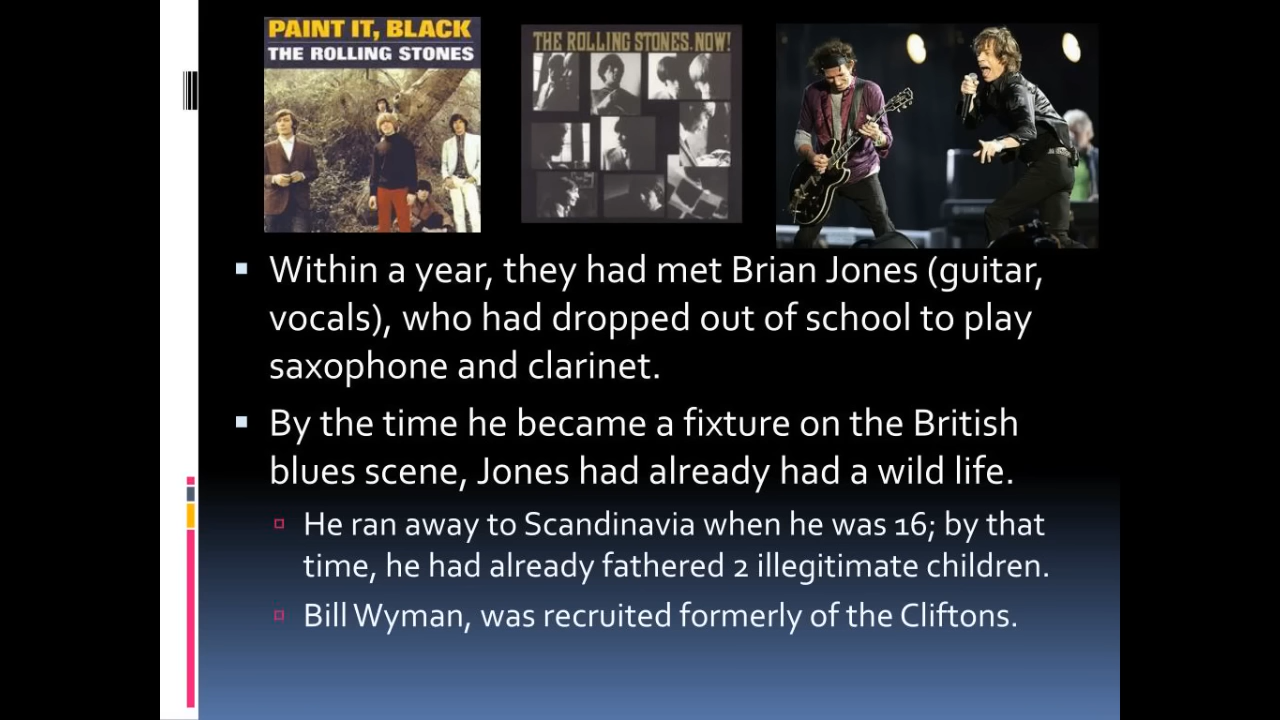 PAINT IT, BLACK
THE ROLLING STONES
THE ROLLING STONES, NOW!
Within a year, they had met Brian Jones (guitar,
vocals), who had dropped out of school to play
saxophone and clarinet.
By the time he became a fixture on the British
blues scene, Jones had already had a wild life.
He ran away to Scandinavia when he was 16; by that
time, he had already fathered 2 illegitimate children.
Bill Wyman, was recruited formerly of the Cliftons.